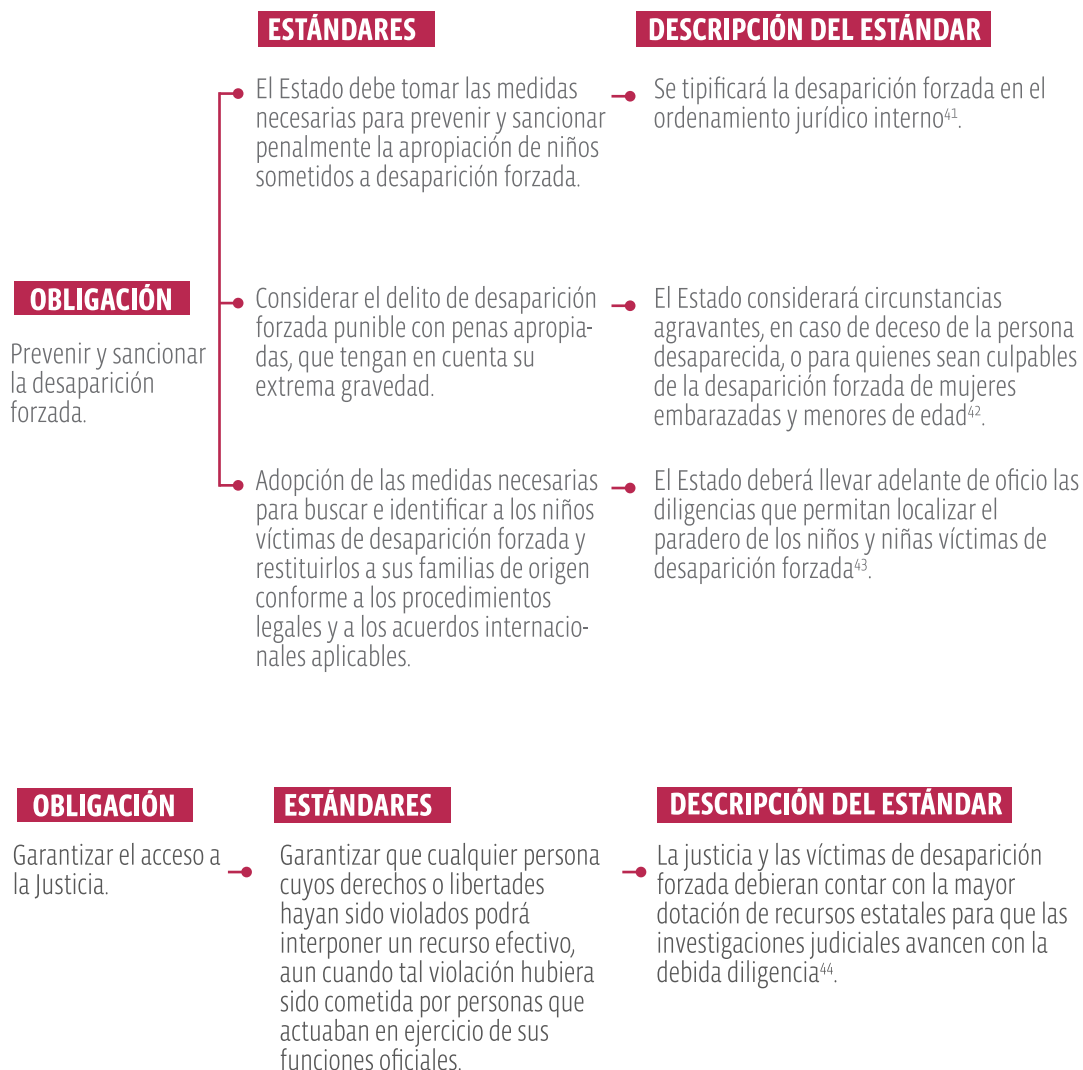 ESTÁNDARES
DESCRIPCIÓN DEL ESTÁNDAR
OBLIGACIÓN
Prevenir y sancionar
la desaparición
forzada.
El Estado debe tomar las medidas
necesarias para prevenir y sancionar
penalmente la apropiación de niños
sometidos a desaparición forzada.
Se tipificará la desaparición forzada en el
ordenamiento jurídico interno⁴¹.
Considerar el delito de desaparición
forzada punible con penas apropia-
das, que tengan en cuenta su
extrema gravedad.
El Estado considerará circunstancias
agravantes, en caso de deceso de la persona
desaparecida, o para quienes sean culpables
de la desaparición forzada de mujeres
embarazadas y menores de edad⁴².
Adopción de las medidas necesarias
para buscar e identificar a los niños
víctimas de desaparición forzada y
restituirlos a sus familias de origen
conforme a los procedimientos
legales y a los acuerdos internacio-
nales aplicables.
El Estado deberá llevar adelante de oficio las
diligencias que permitan localizar el
paradero de los niños y niñas víctimas de
desaparición forzada⁴³.
OBLIGACIÓN
ESTÁNDARES
DESCRIPCIÓN DEL ESTÁNDAR
Garantizar el acceso a
la Justicia.
Garantizar que cualquier persona
cuyos derechos o libertades
hayan sido violados podrá
interponer un recurso efectivo,
aun cuando tal violación hubiera
sido cometida por personas que
actuaban en ejercicio de sus
funciones oficiales.
La justicia y las víctimas de desaparición
forzada debieran contar con la mayor
dotación de recursos estatales para que las
investigaciones judiciales avancen con la
debida diligencia⁴⁴.